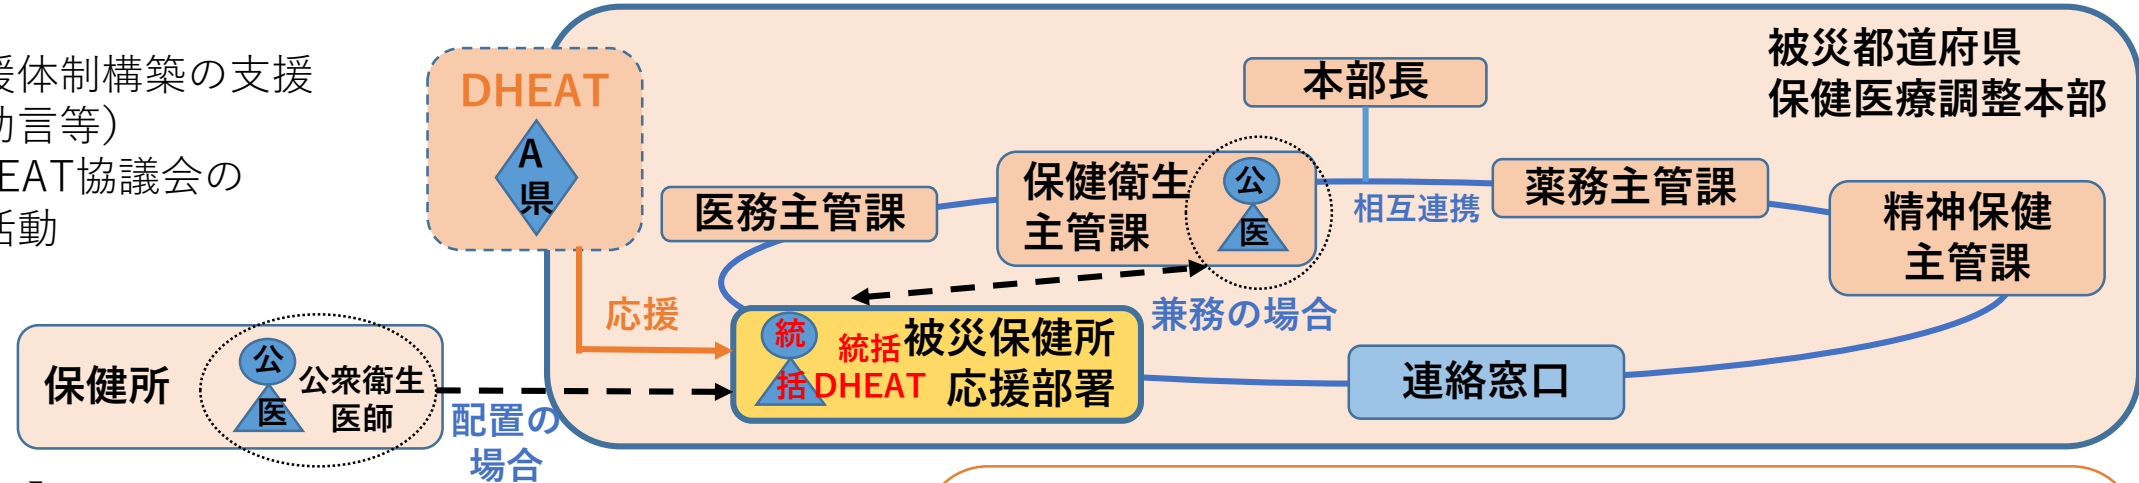 援体制構築の支援
助言等）
EAT協議会の
活動
DHEAT
A
県
本部長
被災都道府県
保健医療調整本部
医務主管課
保健衛生
主管課
公
医
相互連携
薬務主管課
精神保健
主管課
応援
兼務の場合
統
括
統括
DHEAT
被災保健所
応援部署
連絡窓口
保健所
公
医
公衆衛生
医師
配置の
場合